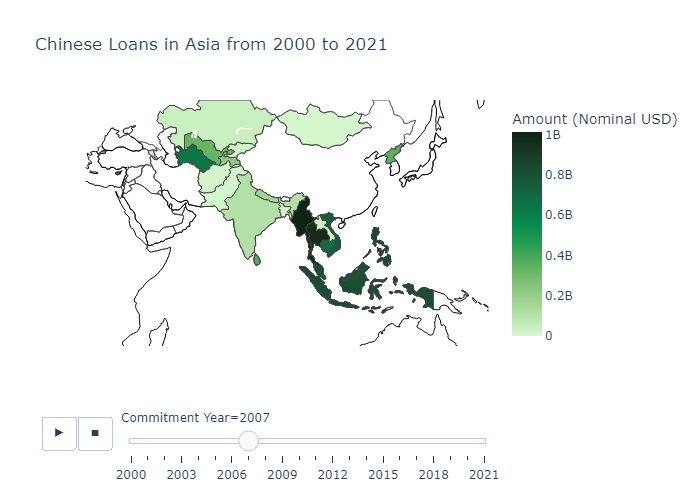 Chinese Loans in Asia from 2000 to 2021
Amount (Nominal USD)
1B
0.8B
0.6B
0.4B
0.2B
0
Commitment Year=2007
2000 2003 2006 2009 2012 2015 2018 2021